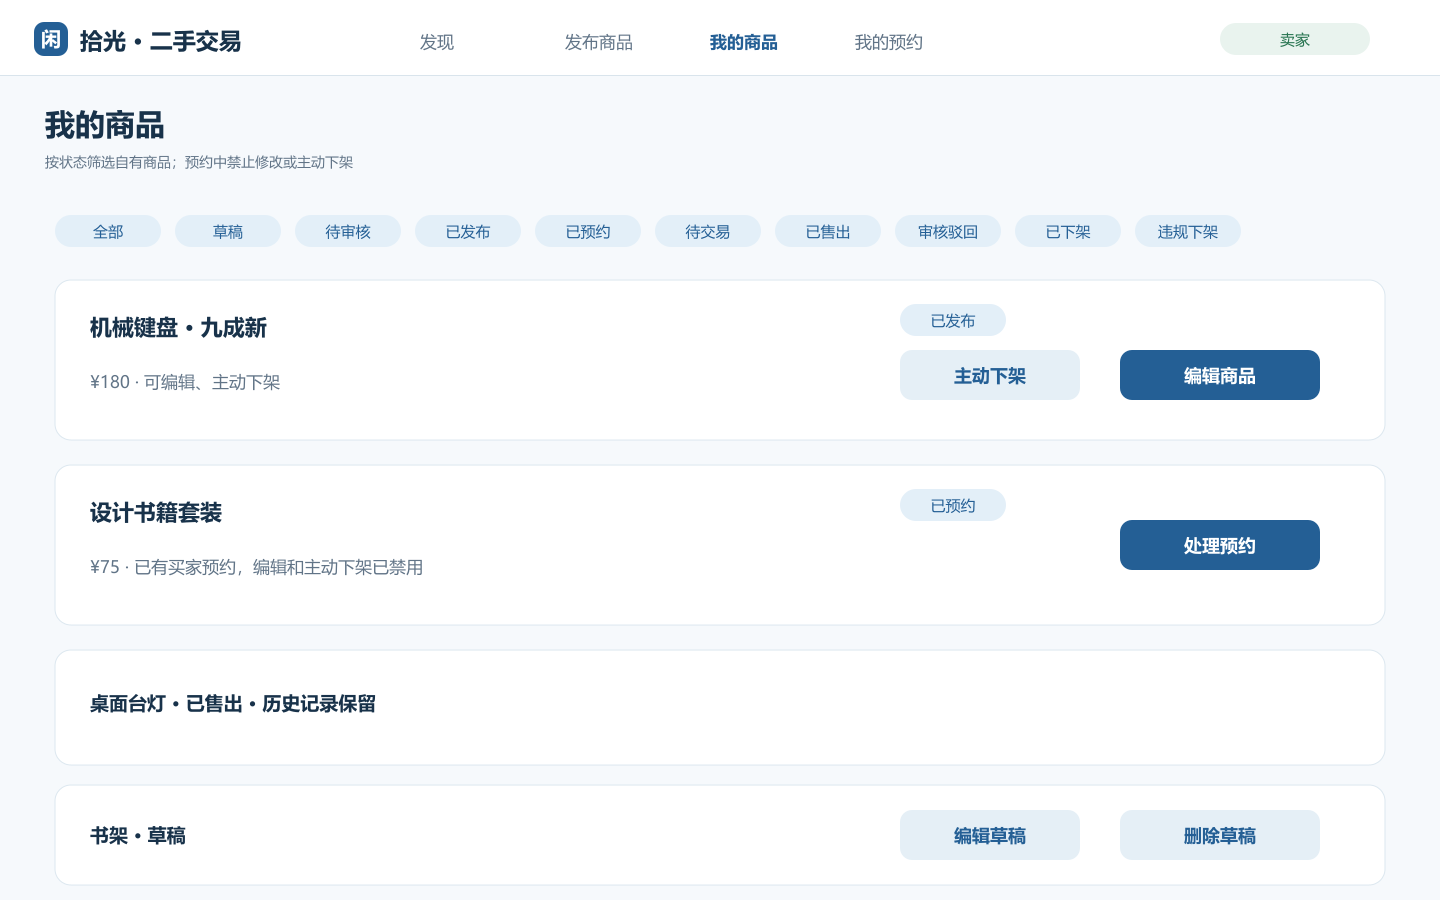 闲 拾光・二手交易 发现 发布商品 我的商品 我的预约 卖家
我的商品
按状态筛选自有商品；预约中禁止修改或主动下架
全部 草稿 待审核 已发布 已预约 待交易 已售出 审核驳回 已下架 违规下架
机械键盘・九成新
已发布
¥180 · 可编辑、主动下架
主动下架 编辑商品
设计书籍套装
已预约
¥75 · 已有买家预约，编辑和主动下架已禁用
处理预约
桌面台灯・已售出・历史记录保留
书架・草稿 编辑草稿 删除草稿